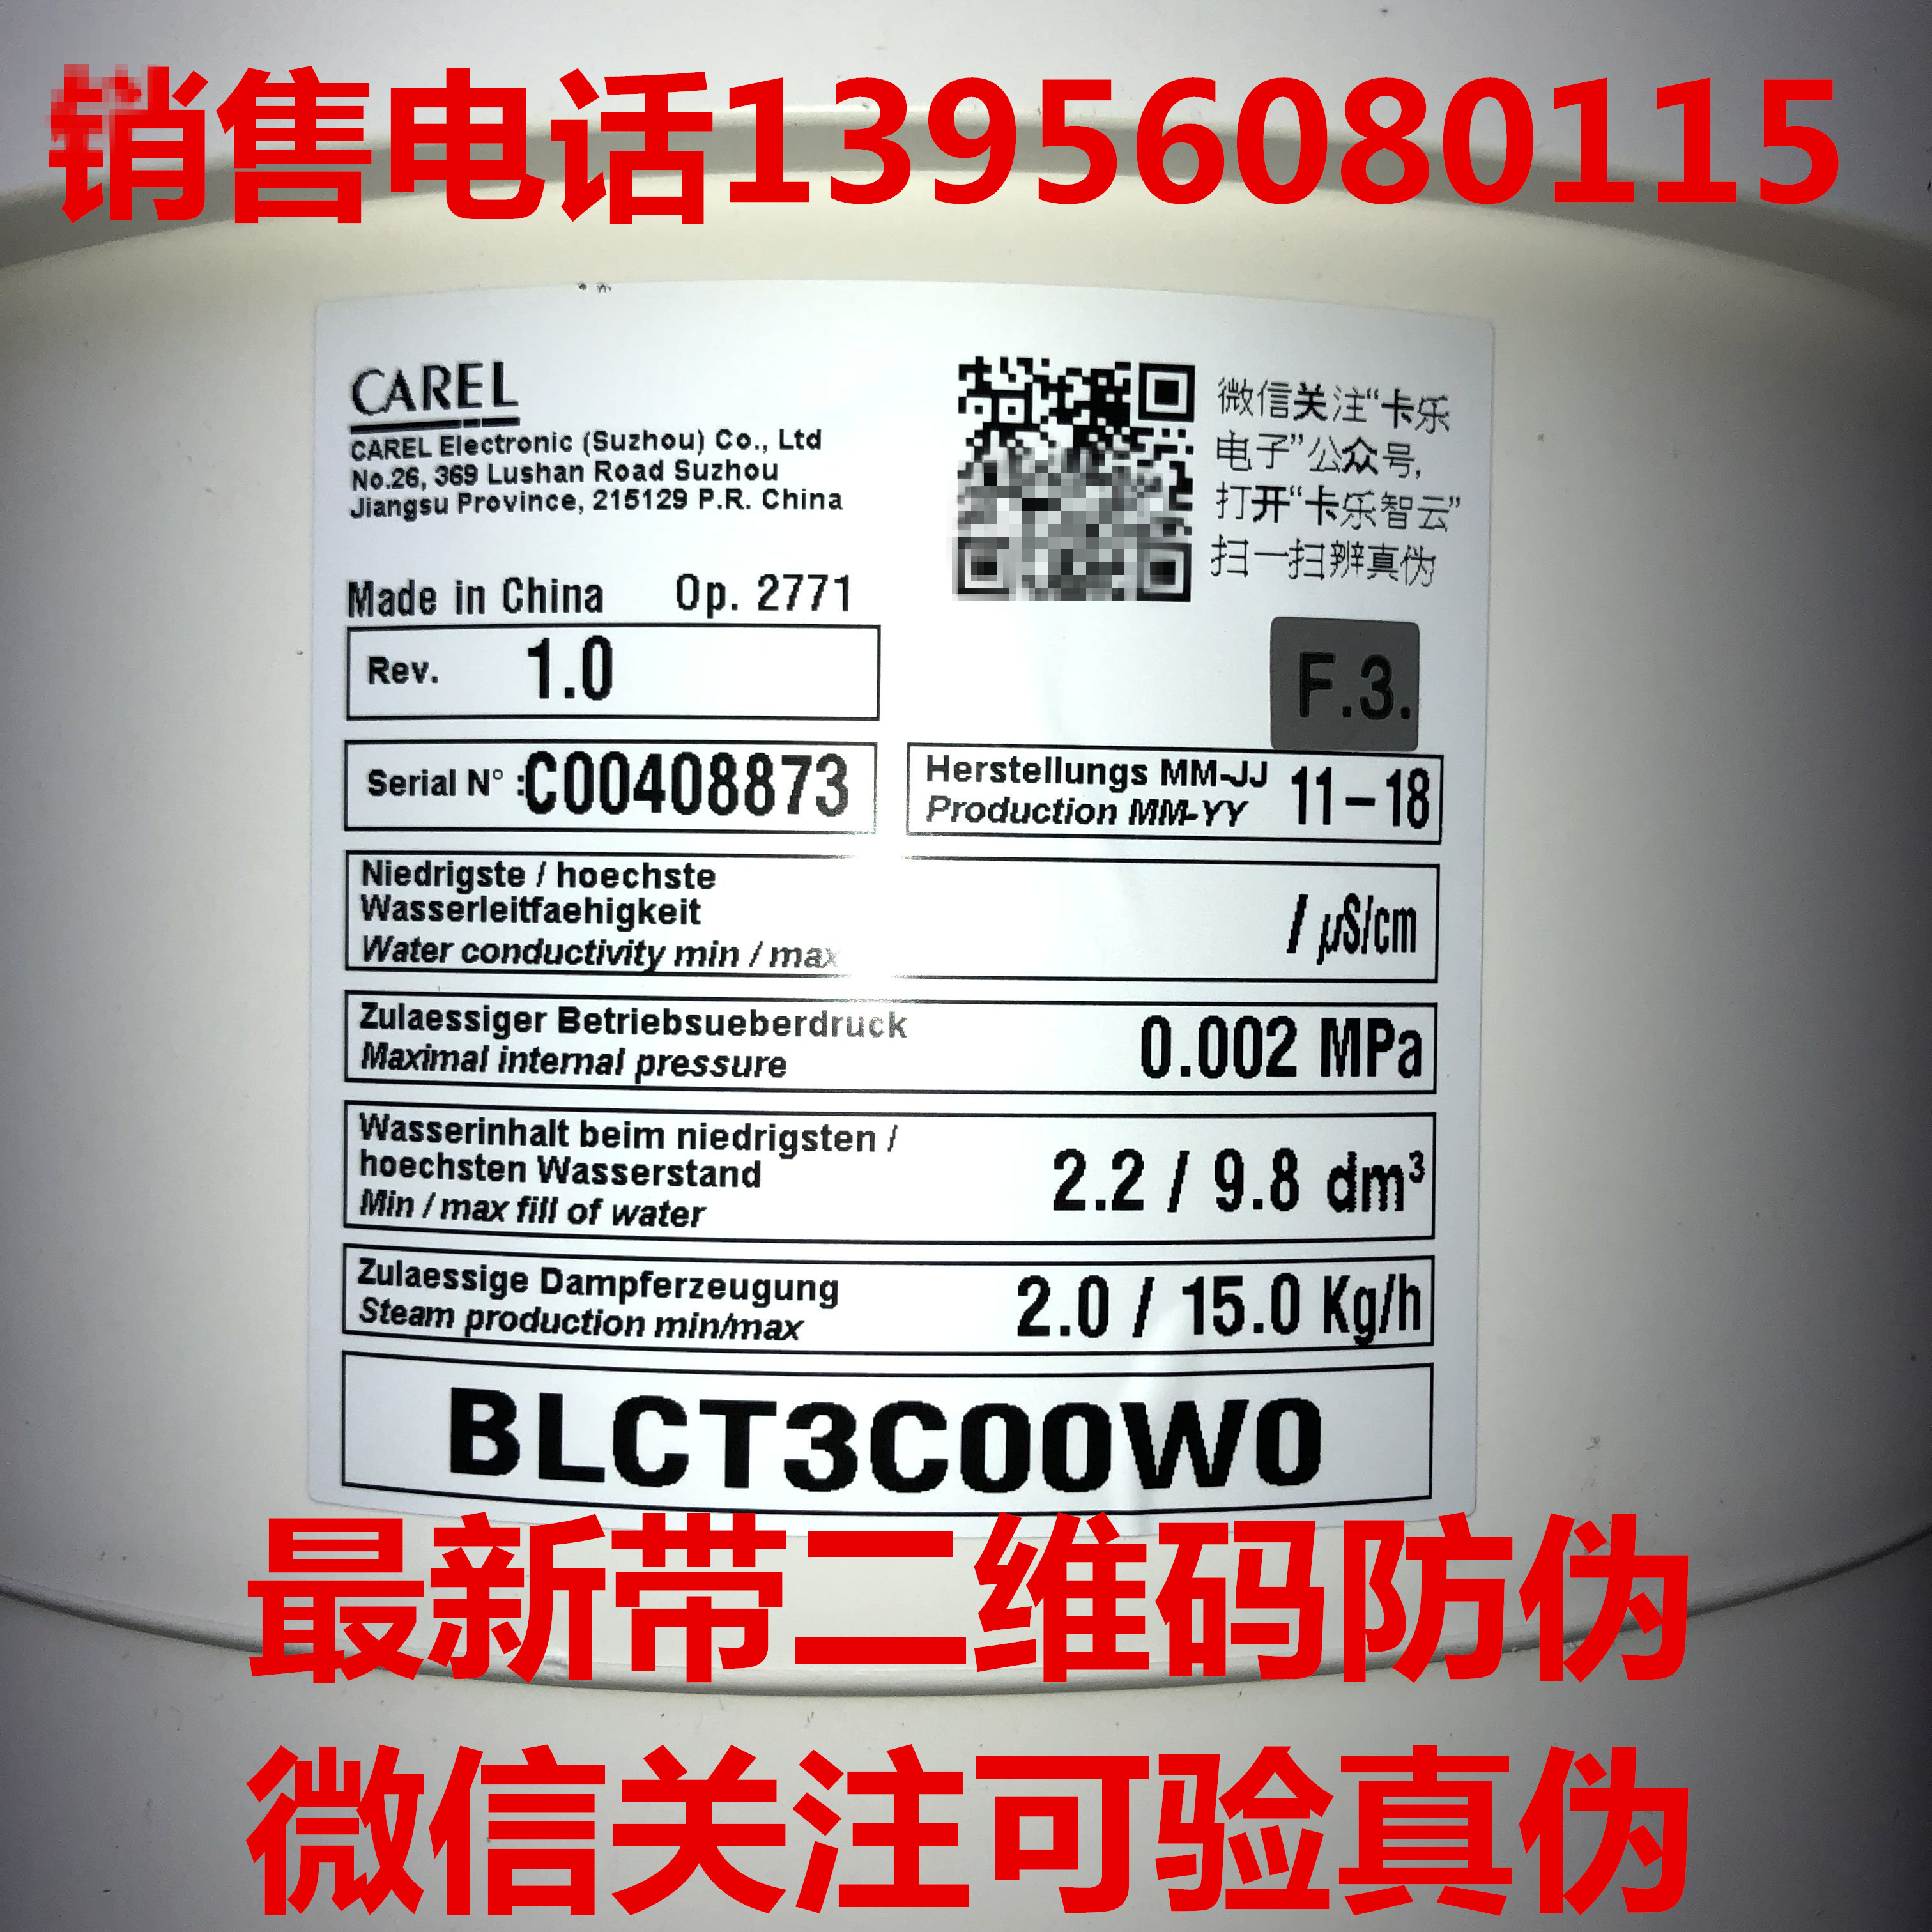 销售电话13956080115
CAREL
CAREL Electronic (Suzhou) Co., Ltd
No.26, 369 Lushan Road Suzhou
Jiangsu Province, 215129 P.R. China
微信关注“卡乐
电子”公众号,
打开“卡乐智云”
扫一扫辨真伪
Made in China Op. 2771
Rev. 1.0
F.3.
Serial N° :C00408873
Herstellungs MM-JJ 11-18
Production MM-YY
Niedrigste / hoechste
Wasserleitfaehigkeit
Water conductivity min / max
/ µS/cm
Zulaessiger Betriebsueberdruck
Maximal internal pressure
0.002 MPa
Wasserinhalt beim niedrigsten /
hoechsten Wasserstand
Min / max fill of water
2.2 / 9.8 dm³
Zulaessige Dampferzeugung
Steam production min/max
2.0 / 15.0 Kg/h
BLCT3C00W0
最新带二维码防伪
微信关注可验真伪